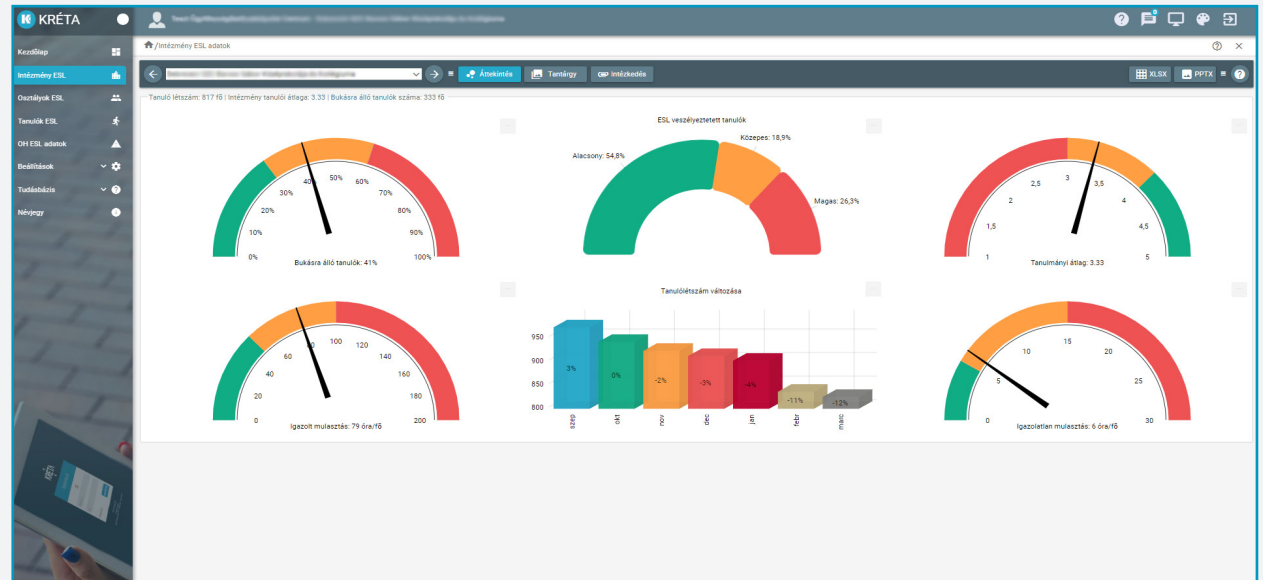 KRÉTA
Kezdőlap
Intézmény ESL
Osztályok ESL
Tanulók ESL
OH ESL adatok
Beállítások
Tudásbázis
Névjegy
/Intézmény ESL adatok
Áttekintés
Tantárgy
Intézkedés
XLSX
PPTX
Tanuló létszám: 817 fő | Intézmény tanulói átlaga: 3.33 | Bukásra álló tanulók száma: 333 fő
0%
10%
20%
30%
40
50%
60%
70%
80%
90%
100%
Bukásra álló tanulók: 41%
ESL veszélyeztetett tanulók
Alacsony: 54,8%
Közepes: 18,9%
Magas: 26,3%
1
1,5
2
2,5
3
3,5
4
4,5
5
Tanulmányi átlag: 3.33
0
20
40
60
100
120
140
160
180
200
Igazolt mulasztás: 79 óra/fő
Tanulólétszám változása
950
900
850
800
3%
0%
-2%
-3%
-4%
-11%
-12%
szep
okt
nov
dec
jan
febr
marc
0
5
10
15
20
25
30
Igazolatlan mulasztás: 6 óra/fő